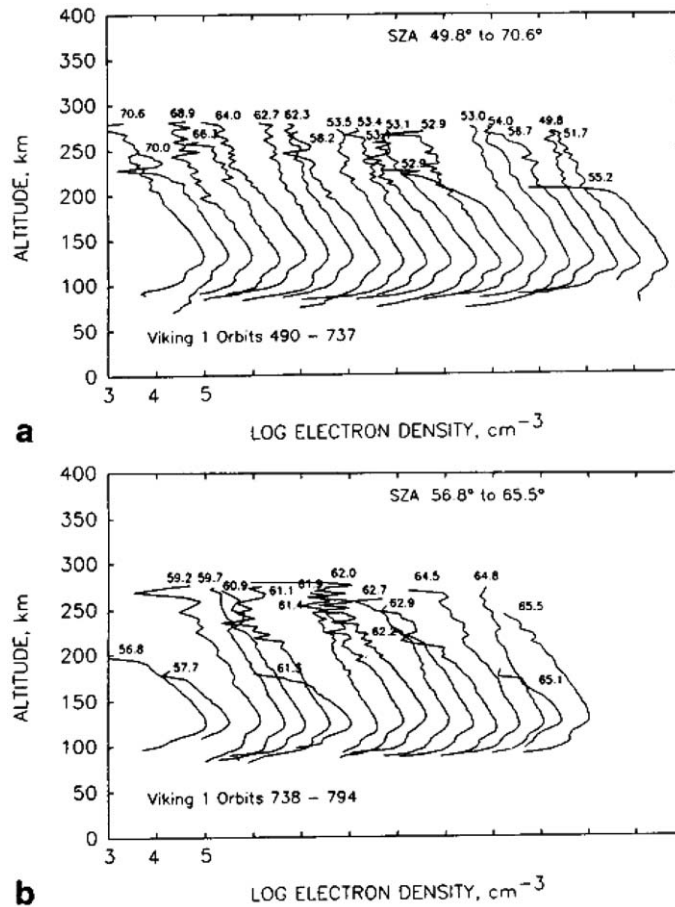 400
SZA 49.8° to 70.6°
350
300
70.6 68.9 64.0 62.7 62.3 53.5 53.4 53.1 52.9 53.0 54.0 49.8
66.3 58.2 56.7 51.7
250
70.0 52.9
55.2
200
150
100
50
Viking 1 Orbits 490 – 737
0
3 4 5
ALTITUDE, km
a
LOG ELECTRON DENSITY, cm⁻³
400
SZA 56.8° to 65.5°
350
300
59.2 59.7 60.9 61.1 61.9 62.0 62.7 64.5 64.8
61.4 62.9 65.5
250
62.2
56.8
200
57.7 61.5 65.1
150
100
50
Viking 1 Orbits 738 – 794
0
3 4 5
ALTITUDE, km
b
LOG ELECTRON DENSITY, cm⁻³